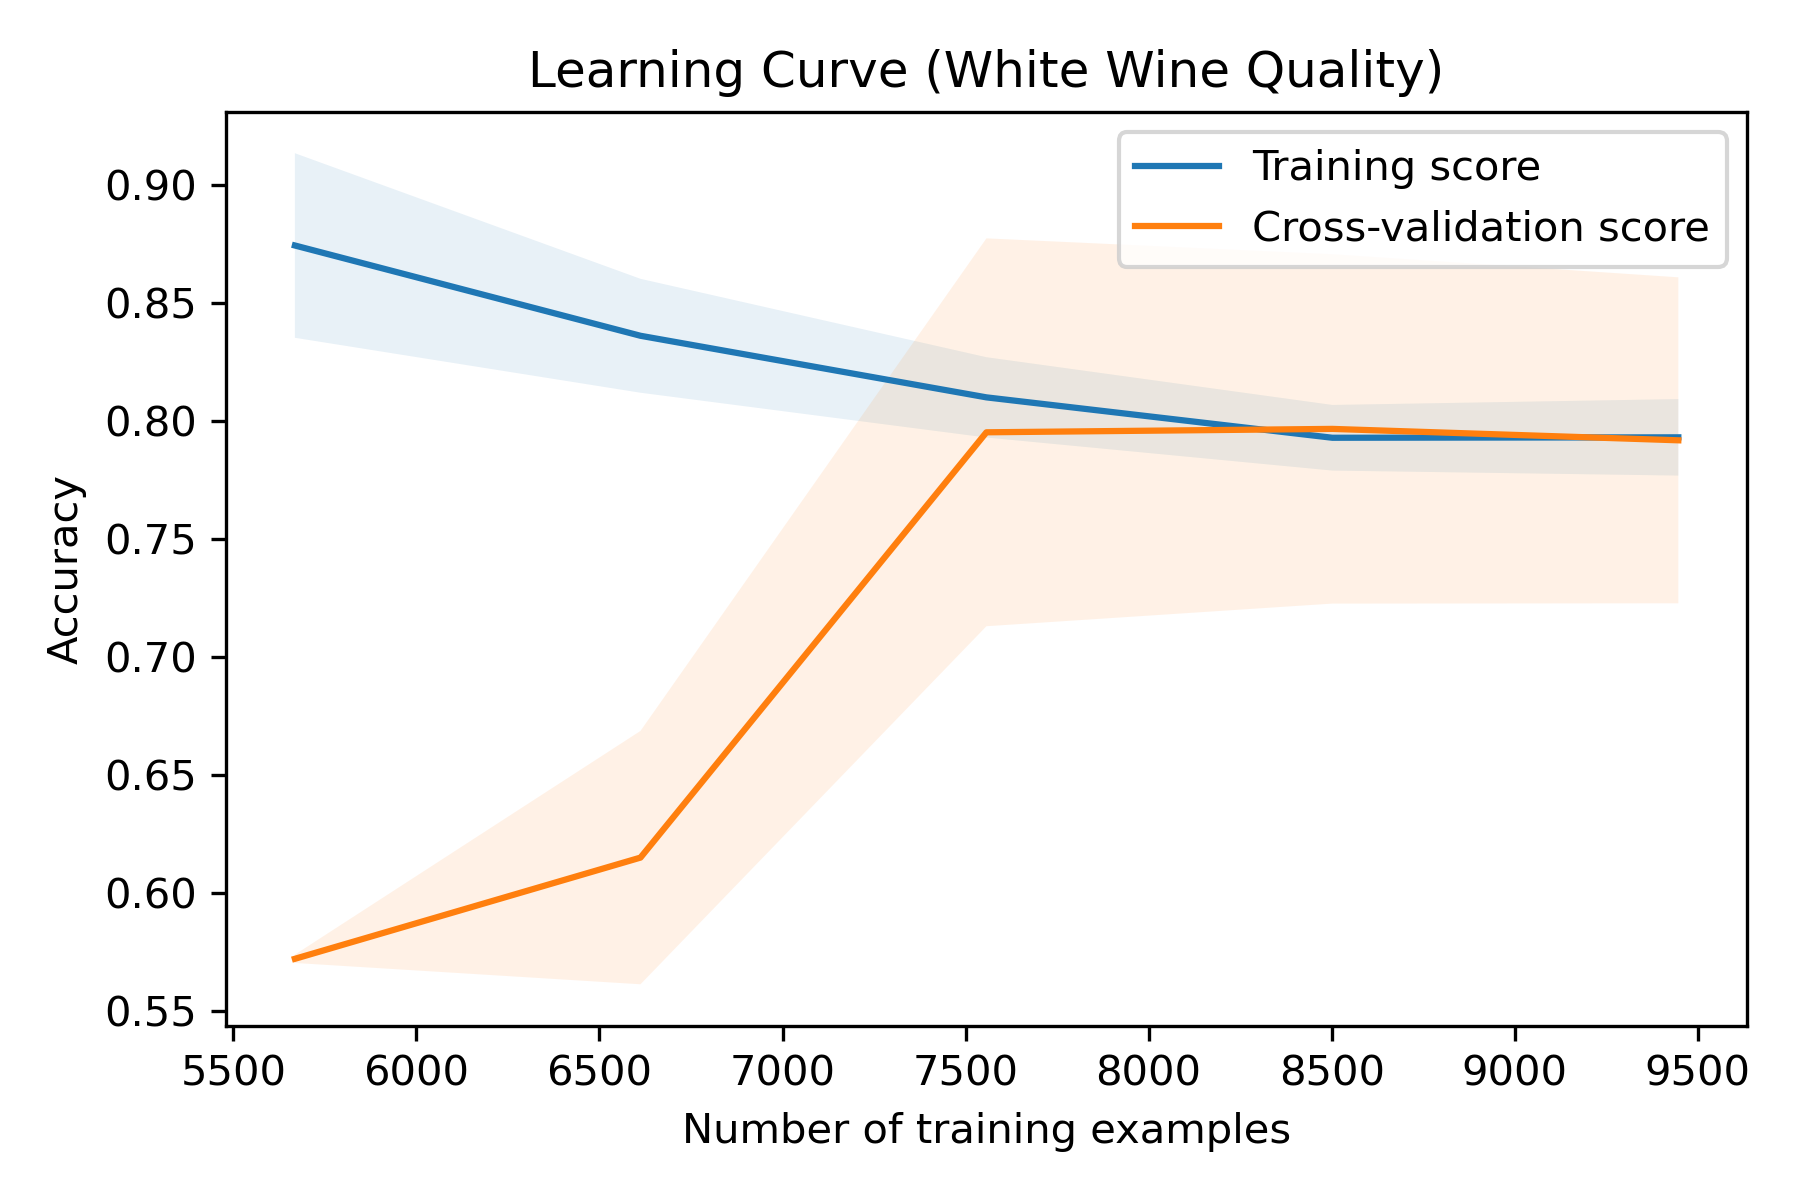 Learning Curve (White Wine Quality)
Training score
Cross-validation score
Accuracy
0.90
0.85
0.80
0.75
0.70
0.65
0.60
0.55
5500 6000 6500 7000 7500 8000 8500 9000 9500
Number of training examples